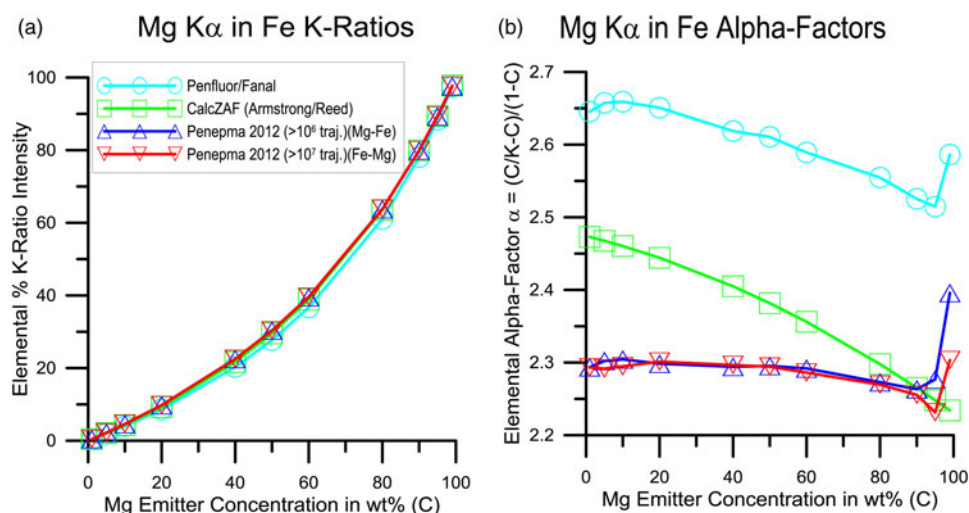 (a)
Mg Kα in Fe K-Ratios
Elemental % K-Ratio Intensity
100
80
60
40
20
0
Penfluor/Fanal
CalcZAF (Armstrong/Reed)
Penepma 2012 (>10⁶ traj.)(Mg-Fe)
Penepma 2012 (>10⁷ traj.)(Fe-Mg)
0 20 40 60 80 100
Mg Emitter Concentration in wt% (C)
(b)
Mg Kα in Fe Alpha-Factors
Elemental Alpha-Factor α = (C/K-C)/(1-C)
2.7
2.6
2.5
2.4
2.3
2.2
0 20 40 60 80 100
Mg Emitter Concentration in wt% (C)